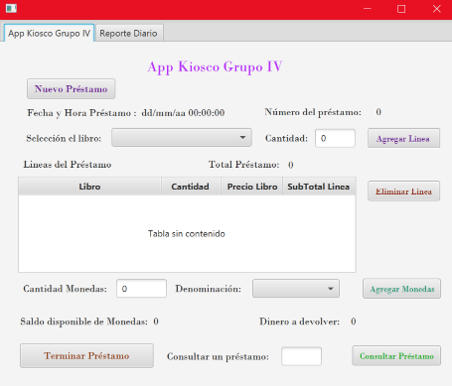 App Kiosco Grupo IV Reporte Diario
App Kiosco Grupo IV
Nuevo Préstamo
Fecha y Hora Préstamo : dd/mm/aa 00:00:00 Número del préstamo: 0
Selección el libro: Cantidad: 0 Agregar Linea
Lineas del Préstamo Total Préstamo: 0
Libro Cantidad Precio Libro SubTotal Linea
Eliminar Linea
Tabla sin contenido
Cantidad Monedas: 0 Denominación: Agregar Monedas
Saldo disponible de Monedas: 0 Dinero a devolver: 0
Terminar Préstamo Consultar un préstamo: Consultar Préstamo